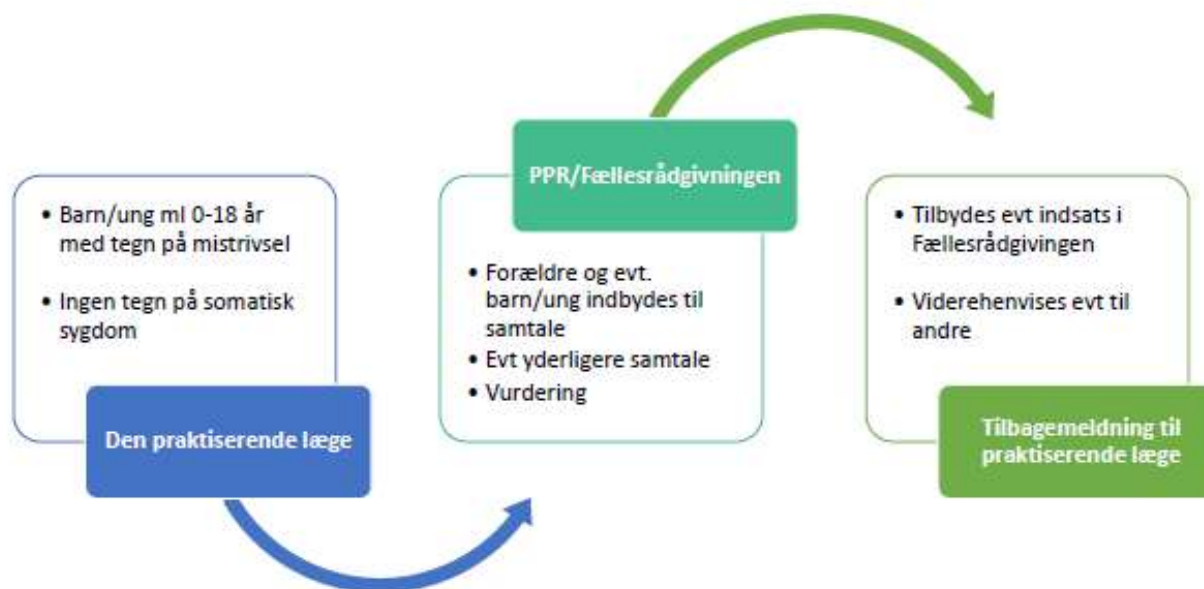 • Barn/ung ml 0-18 år
med tegn på mistrivsel
• Ingen tegn på somatisk
sygdom
Den praktiserende læge
PPR/Fællesrådgivningen
• Forældre og evt.
barn/ung indbydes til
samtale
• Evt yderligere samtale
• Vurdering
• Tilbydes evt indsats i
Fællesrådgivingen
• Viderehenvises evt til
andre
Tilbagemeldning til
praktiserende læge